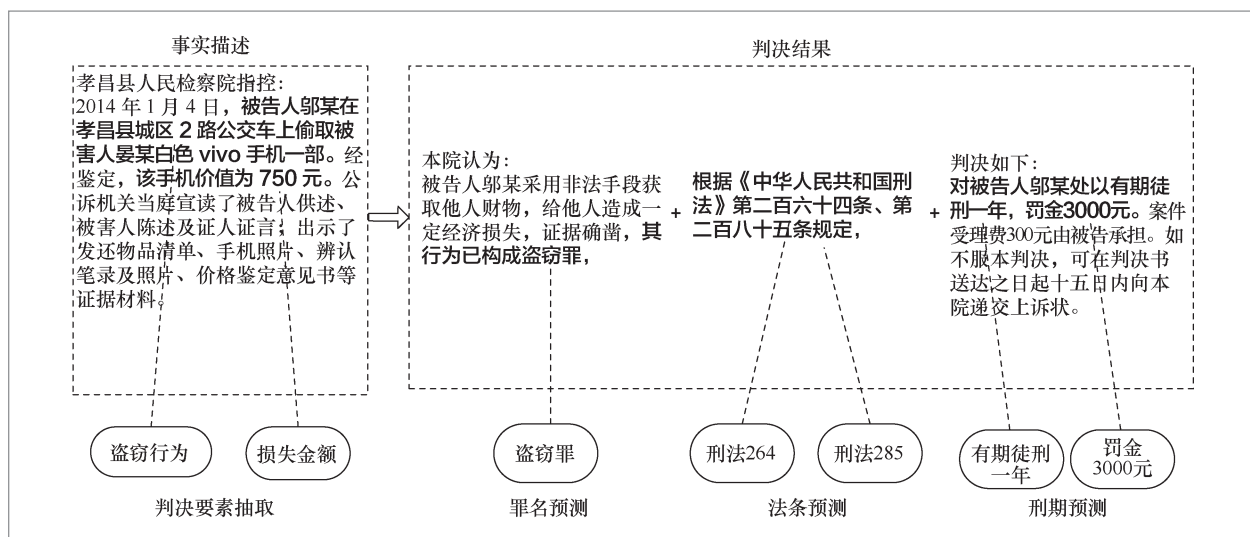 事实描述
孝昌县人民检察院指控：
2014 年 1 月 4 日，被告人邬某在
孝昌县城区 2 路公交车上偷取被
害人晏某白色 vivo 手机一部。经
鉴定，该手机价值为 750 元。公
诉机关当庭宣读了被告人供述、
被害人陈述及证人证言；出示了
发还物品清单、手机照片、辨认
笔录及照片、价格鉴定意见书等
证据材料。
判决结果
本院认为：
被告人邬某采用非法手段获
取他人财物，给他人造成一
定经济损失，证据确凿，其
行为已构成盗窃罪，
+
根据《中华人民共和国刑
法》第二百六十四条、第
二百八十五条规定，
+
判决如下：
对被告人邬某处以有期徒
刑一年，罚金3000元。案件
受理费300元由被告承担。如
不服本判决，可在判决书
送达之日起十五日内向本
院递交上诉状。
盗窃行为
损失金额
盗窃罪
刑法264
刑法285
有期徒刑
一年
罚金
3000元
判决要素抽取
罪名预测
法条预测
刑期预测